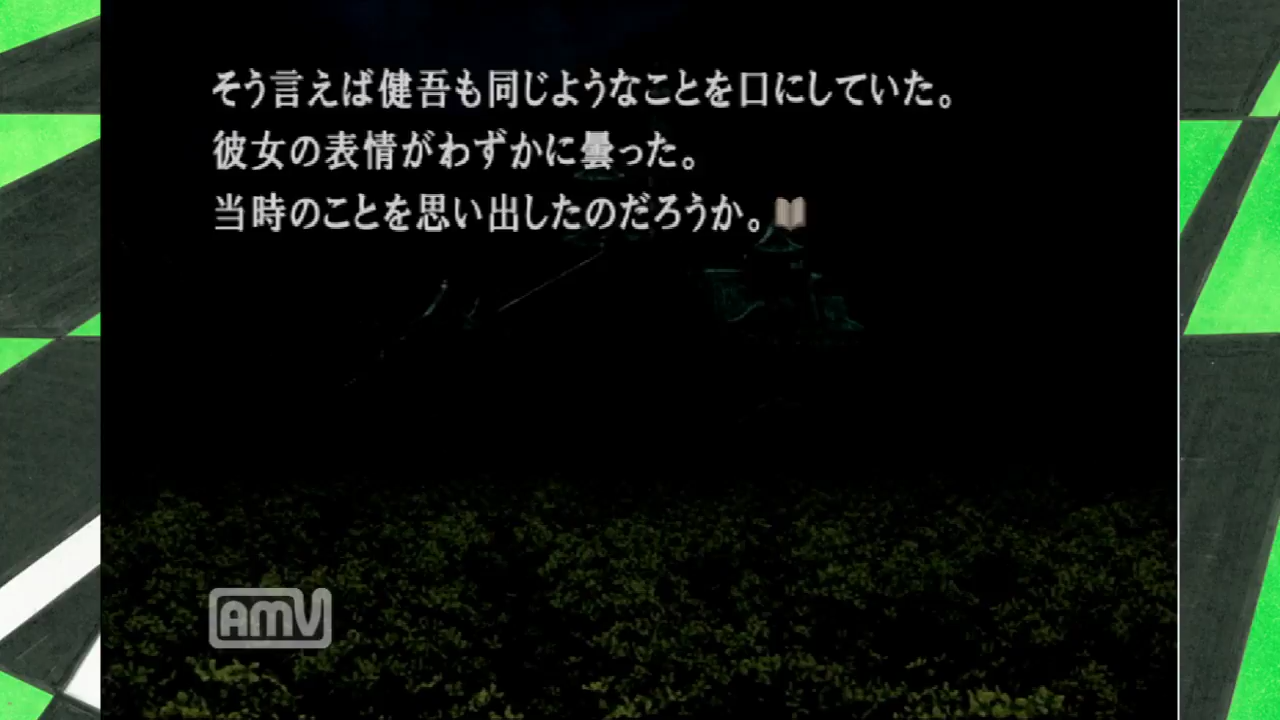 そう言えば健吾も同じようなことを口にしていた。
彼女の表情がわずかに曇った。
当時のことを思い出したのだろうか。
AMV